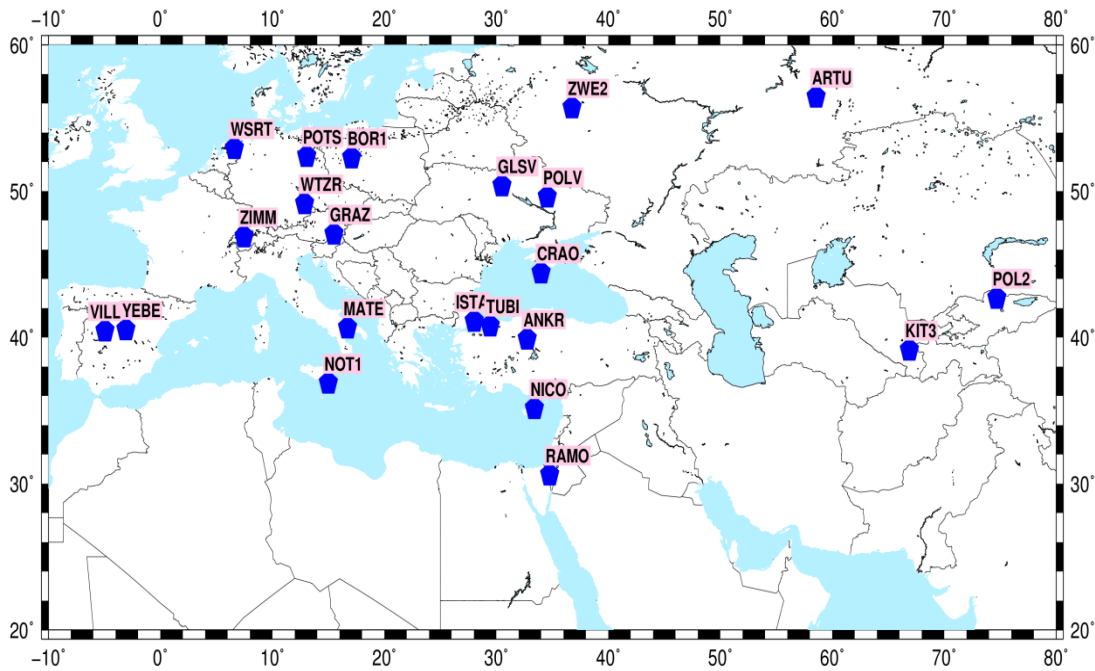 −10˚ 0˚ 10˚ 20˚ 30˚ 40˚ 50˚ 60˚ 70˚ 80˚
60˚ 60˚
ARTU
ZWE2
WSRT POTS BOR1
GLSV
50˚ 50˚
WTZR POLV
ZIMM GRAZ
CRAO
POL2
VILL YEBE MATE ISTA TUBI ANKR
KIT3
40˚ 40˚
NOT1
NICO
RAMO
30˚ 30˚
20˚ 20˚
−10˚ 0˚ 10˚ 20˚ 30˚ 40˚ 50˚ 60˚ 70˚ 80˚